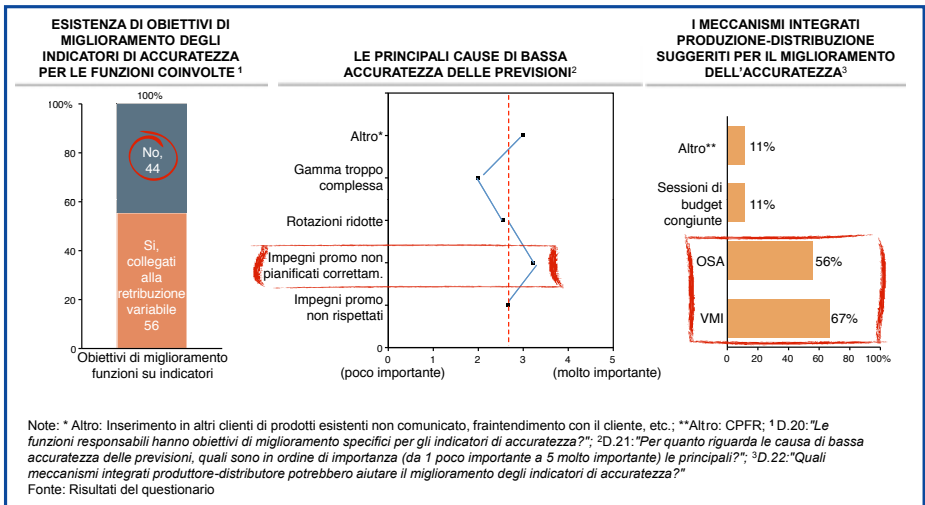 ESISTENZA DI OBIETTIVI DI
MIGLIORAMENTO DEGLI
INDICATORI DI ACCURATEZZA
PER LE FUNZIONI COINVOLTE 1
100%
100%
80
60
40
20
0
No,
44
Si,
collegati
alla
retribuzione
variabile
56
Obiettivi di miglioramento
funzioni su indicatori
LE PRINCIPALI CAUSE DI BASSA
ACCURATEZZA DELLE PREVISIONI2
Altro*
Gamma troppo
complessa
Rotazioni ridotte
Impegni promo non
pianificati correttam.
Impegni promo
non rispettati
0
0 1 2 3 4 5
(poco importante) (molto importante)
I MECCANISMI INTEGRATI
PRODUZIONE-DISTRIBUZIONE
SUGGERITI PER IL MIGLIORAMENTO
DELL'ACCURATEZZA3
Altro** 11%
Sessioni di
budget
congiunte
11%
OSA 56%
VMI 67%
0 20 40 60 80 100%
Note: * Altro: Inserimento in altri clienti di prodotti esistenti non comunicato, fraintendimento con il cliente, etc.; **Altro: CPFR; 1 D.20:"Le
funzioni responsabili hanno obiettivi di miglioramento specifici per gli indicatori di accuratezza?"; 2D.21:"Per quanto riguarda le causa di bassa
accuratezza delle previsioni, quali sono in ordine di importanza (da 1 poco importante a 5 molto importante) le principali?"; 3D.22:"Quali
meccanismi integrati produttore-distributore potrebbero aiutare il miglioramento degli indicatori di accuratezza?"
Fonte: Risultati del questionario